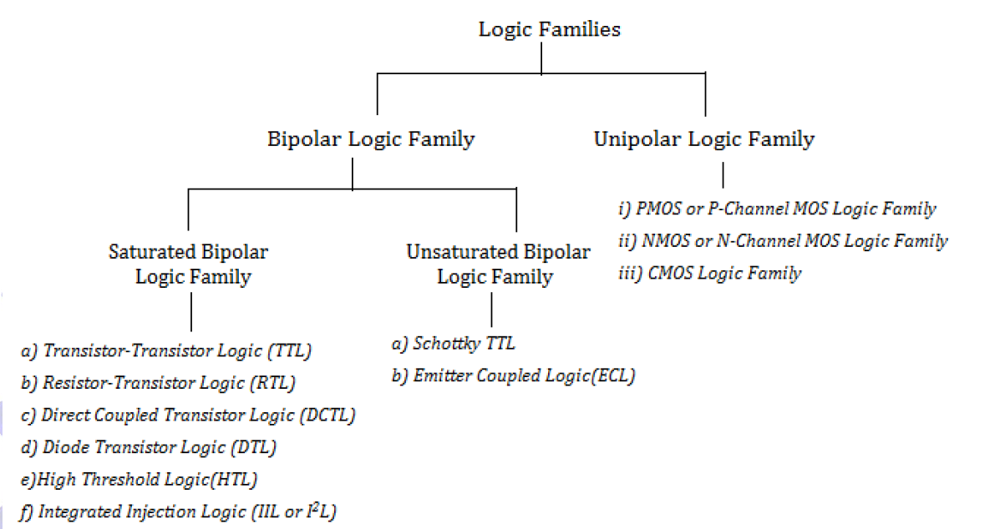 Logic Families
Bipolar Logic Family
Unipolar Logic Family
i) PMOS or P-Channel MOS Logic Family
ii) NMOS or N-Channel MOS Logic Family
iii) CMOS Logic Family
Saturated Bipolar
Logic Family
Unsaturated Bipolar
Logic Family
a) Transistor-Transistor Logic (TTL)
b) Resistor-Transistor Logic (RTL)
c) Direct Coupled Transistor Logic (DCTL)
d) Diode Transistor Logic (DTL)
e)High Threshold Logic(HTL)
f) Integrated Injection Logic (IIL or I²L)
a) Schottky TTL
b) Emitter Coupled Logic(ECL)